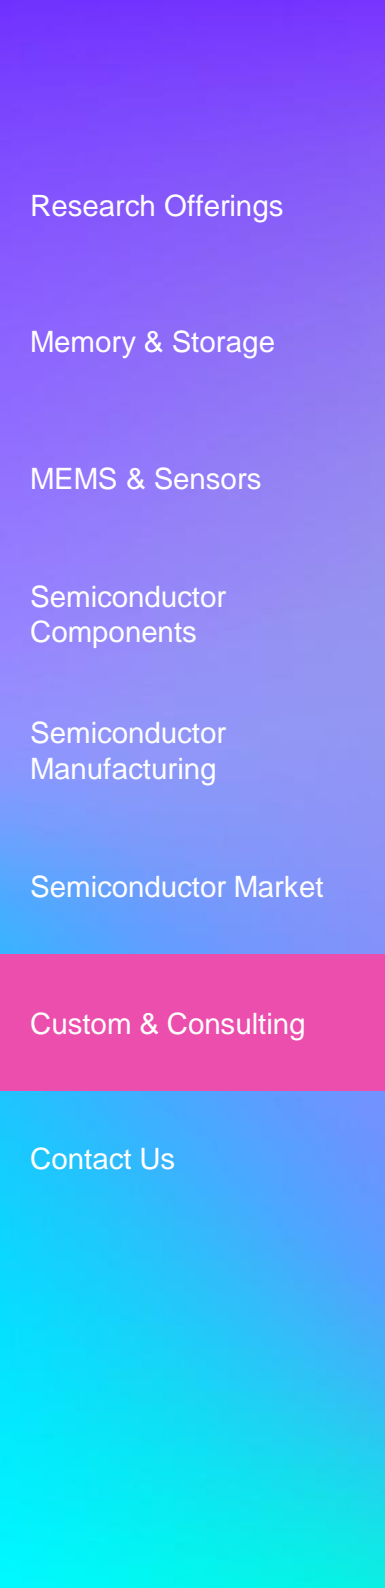 Research Offerings
Memory & Storage
MEMS & Sensors
Semiconductor
Components
Semiconductor
Manufacturing
Semiconductor Market
Custom & Consulting
Contact Us